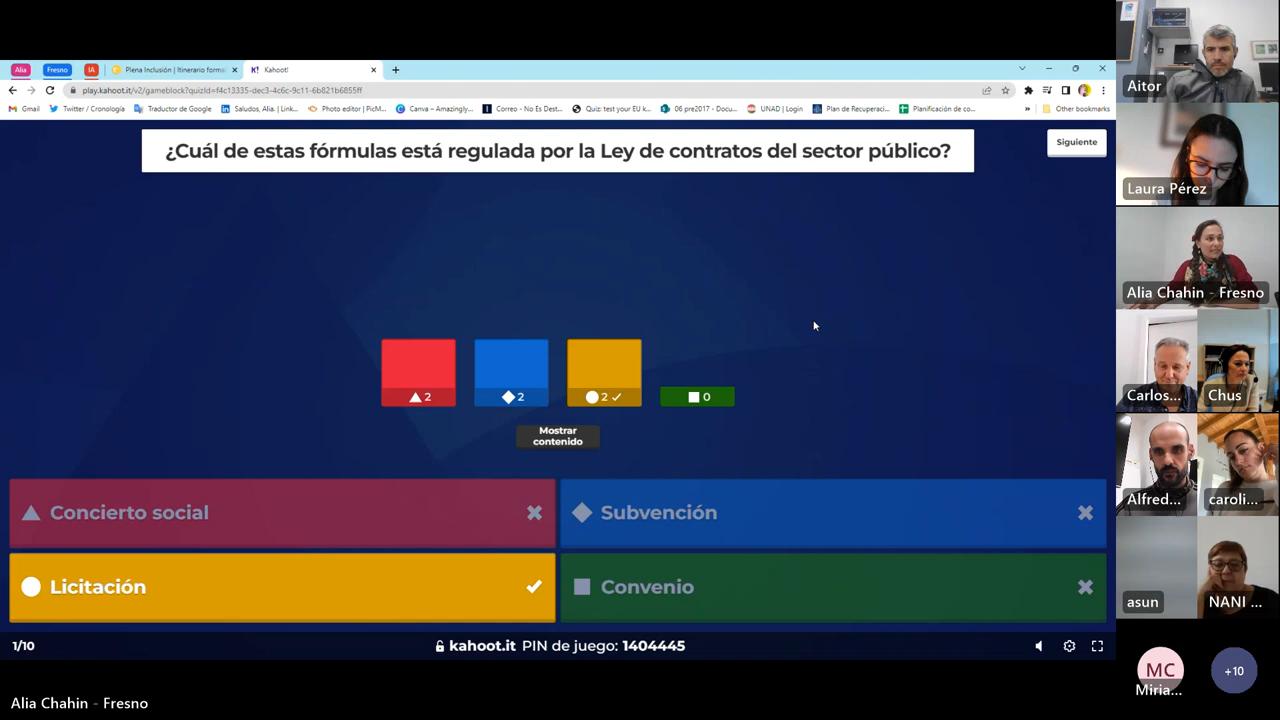 Alia
Fresno
IA
Plena Inclusión | Itinerario forma
K! Kahoot!
play.kahoot.it/v2/gameblock?quizId=f4c13335-dec3-4c6c-9c11-6b821b6855ff
Gmail
Twitter / Cronología
Traductor de Google
Saludos, Alia. | Link...
Photo editor | PicM...
Canva – Amazingly...
Correo - No Es Dest...
Quiz: test your EU k...
06 pre2017 - Docu...
UNAD | Login
Plan de Recuperaci...
Planificación de co...
»
Other bookmarks
¿Cuál de estas fórmulas está regulada por la Ley de contratos del sector público?
Siguiente
2
2
2
0
Mostrar
contenido
Concierto social
Subvención
Licitación
Convenio
1/10
kahoot.it PIN de juego: 1404445
Alia Chahin - Fresno
Aitor
Laura Pérez
Alia Chahin - Fresno
Carlos...
Chus
Alfred...
caroli...
asun
NANI ...
MC
Miria...
+10